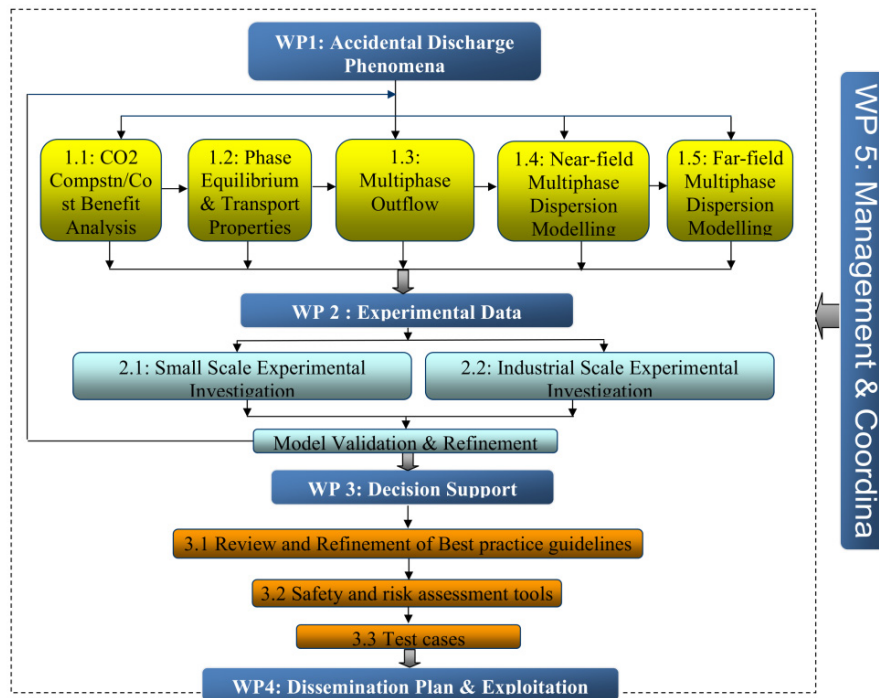 WP1: Accidental Discharge
Phenomena
1.1: CO2
Compstn/Co
st Benefit
Analysis
1.2: Phase
Equilibrium
& Transport
Properties
1.3:
Multiphase
Outflow
1.4: Near-field
Multiphase
Dispersion
Modelling
1.5: Far-field
Multiphase
Dispersion
Modelling
WP 2 : Experimental Data
2.1: Small Scale Experimental
Investigation
2.2: Industrial Scale Experimental
Investigation
Model Validation & Refinement
WP 3: Decision Support
3.1 Review and Refinement of Best practice guidelines
3.2 Safety and risk assessment tools
3.3 Test cases
WP4: Dissemination Plan & Exploitation
WP 5: Management & Coordina